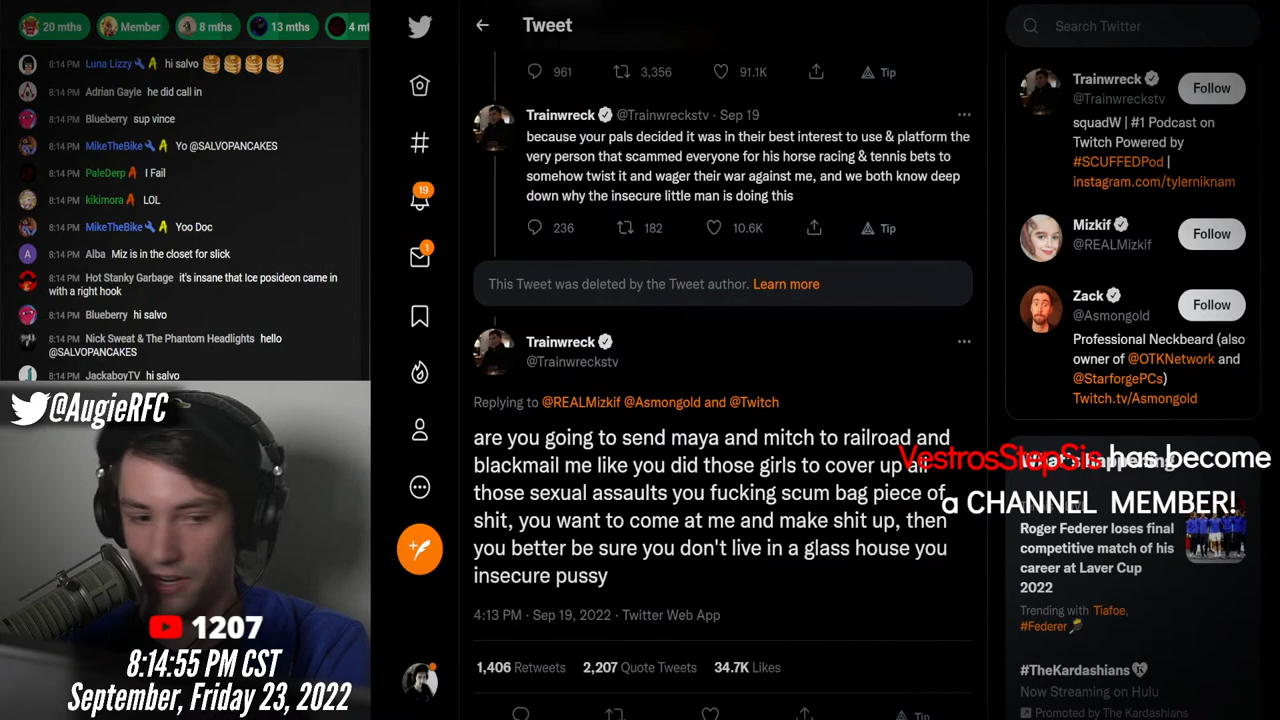 20 mths
Member
8 mths
13 mths
4 mt
8:14 PM Luna Lizzy hi salvo
8:14 PM Adrian Gayle he did call in
8:14 PM Blueberry sup vince
8:14 PM MikeTheBike Yo @SALVOPANCAKES
8:14 PM PaleDerp I Fail
8:14 PM kikimora LOL
8:14 PM MikeTheBike Yoo Doc
A 8:14 PM Alba Miz is in the closet for slick
8:14 PM Hot Stanky Garbage it's insane that Ice posideon came in
with a right hook
8:14 PM Blueberry hi salvo
8:14 PM Nick Sweat & The Phantom Headlights hello
@SALVOPANCAKES
8:14 PM JackaboyTV hi salvo
@AugieRFC
1207
8:14:55 PM CST
September, Friday 23, 2022
19
1
Tweet
961 3,356 91.1K Tip
Trainwreck @Trainwreckstv · Sep 19
because your pals decided it was in their best interest to use & platform the
very person that scammed everyone for his horse racing & tennis bets to
somehow twist it and wager their war against me, and we both know deep
down why the insecure little man is doing this
236 182 10.6K Tip
This Tweet was deleted by the Tweet author. Learn more
Trainwreck
@Trainwreckstv
Replying to @REALMizkif @Asmongold and @Twitch
are you going to send maya and mitch to railroad and
blackmail me like you did those girls to cover up all
those sexual assaults you fucking scum bag piece of
shit, you want to come at me and make shit up, then
you better be sure you don't live in a glass house you
insecure pussy
4:13 PM · Sep 19, 2022 · Twitter Web App
1,406 Retweets 2,207 Quote Tweets 34.7K Likes
Tip
Search Twitter
Trainwreck
@Trainwreckstv
Follow
squadW | #1 Podcast on
Twitch Powered by
#SCUFFEDPod |
instagram.com/tylerniknam
Mizkif
@REALMizkif
Follow
Zack
@Asmongold
Follow
Professional Neckbeard (also
owner of @OTKNetwork and
@StarforgePCs)
Twitch.tv/Asmongold
What's happening
VestrosStepSis has become
a CHANNEL MEMBER!
Roger Federer loses final
competitive match of his
career at Laver Cup
2022
Trending with Tiafoe,
#Federer
#TheKardashians
Now Streaming on Hulu
Promoted by The Kardashians